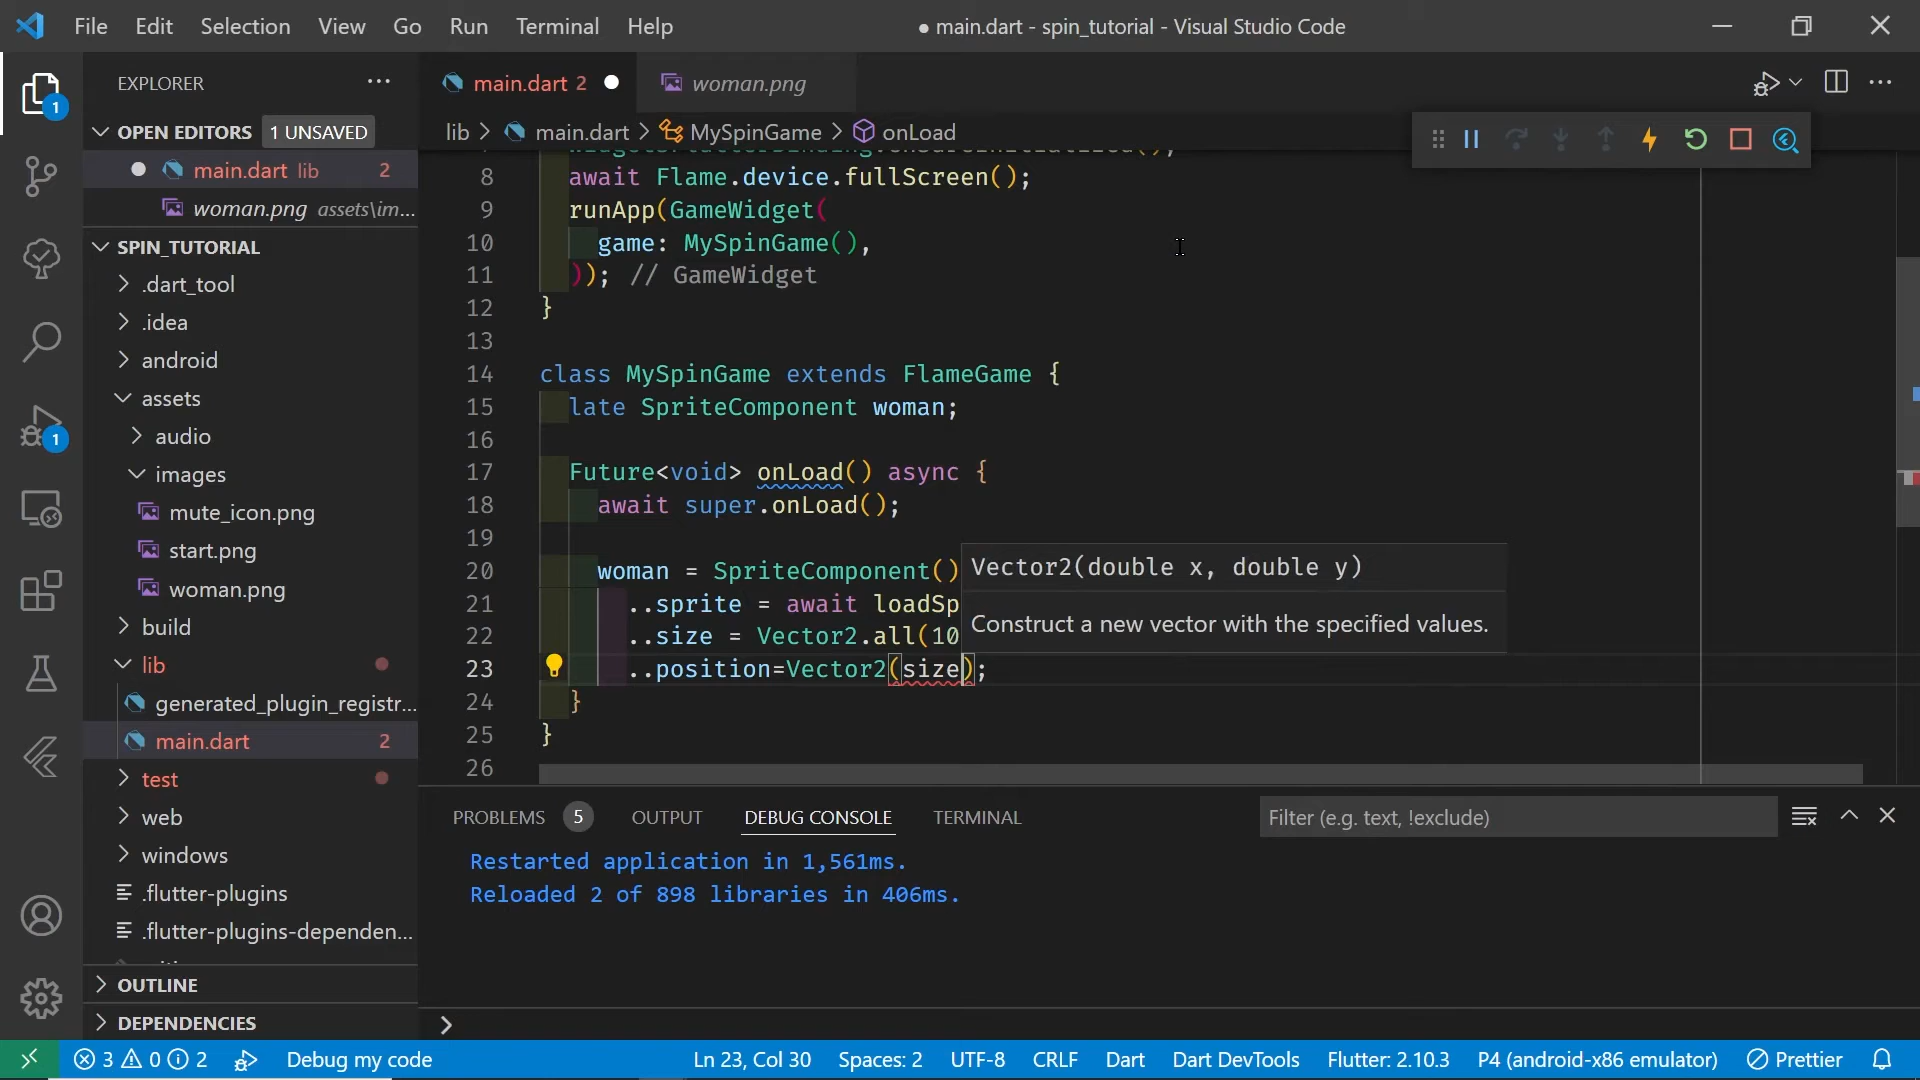 File Edit Selection View Go Run Terminal Help
● main.dart - spin_tutorial - Visual Studio Code
EXPLORER
OPEN EDITORS 1 UNSAVED
main.dart lib 2
woman.png assets\im...
SPIN_TUTORIAL
.dart_tool
.idea
android
assets
audio
images
mute_icon.png
start.png
woman.png
build
lib
generated_plugin_registr...
main.dart 2
test
web
windows
.flutter-plugins
.flutter-plugins-dependen...
OUTLINE
DEPENDENCIES
1
1
main.dart 2
woman.png
lib > main.dart > MySpinGame > onLoad
8 await Flame.device.fullScreen();
9 runApp(GameWidget(
10 game: MySpinGame(),
11 )); // GameWidget
12 }
13
14 class MySpinGame extends FlameGame {
15 late SpriteComponent woman;
16
17 Future<void> onLoad() async {
18 await super.onLoad();
19
20 woman = SpriteComponent()
21 ..sprite = await loadSp
22 ..size = Vector2.all(10
23 ..position=Vector2(size);
24 }
25 }
26
Vector2(double x, double y)
Construct a new vector with the specified values.
PROBLEMS 5 OUTPUT DEBUG CONSOLE TERMINAL
Filter (e.g. text, !exclude)
Restarted application in 1,561ms.
Reloaded 2 of 898 libraries in 406ms.
>
3 0 2 Debug my code
Ln 23, Col 30 Spaces: 2 UTF-8 CRLF Dart Dart DevTools Flutter: 2.10.3 P4 (android-x86 emulator) Prettier